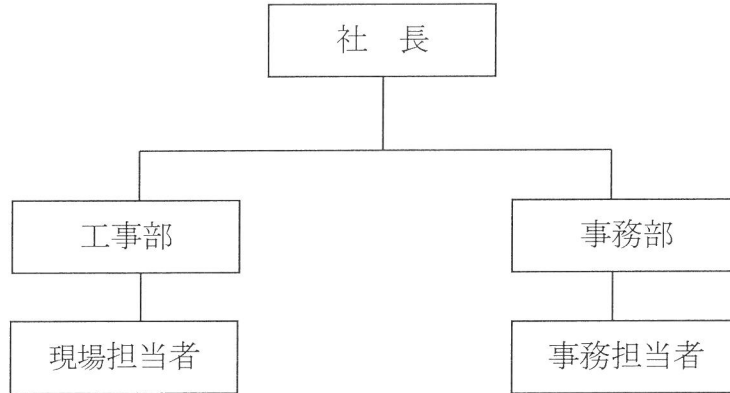 社　長
工事部
事務部
現場担当者
事務担当者